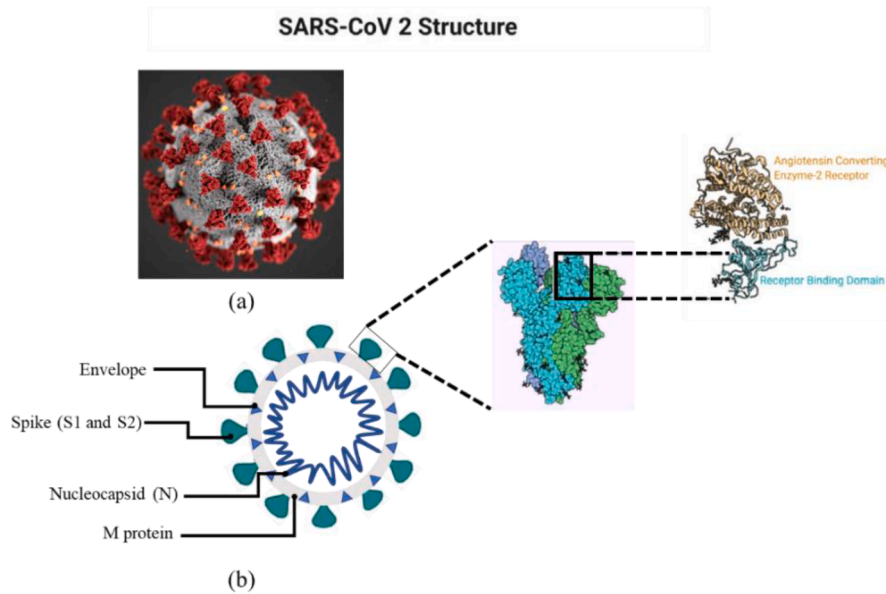 SARS-CoV 2 Structure
Angiotensin Converting
Enzyme-2 Receptor
Receptor Binding Domain
(a)
Envelope
Spike (S1 and S2)
Nucleocapsid (N)
M protein
(b)